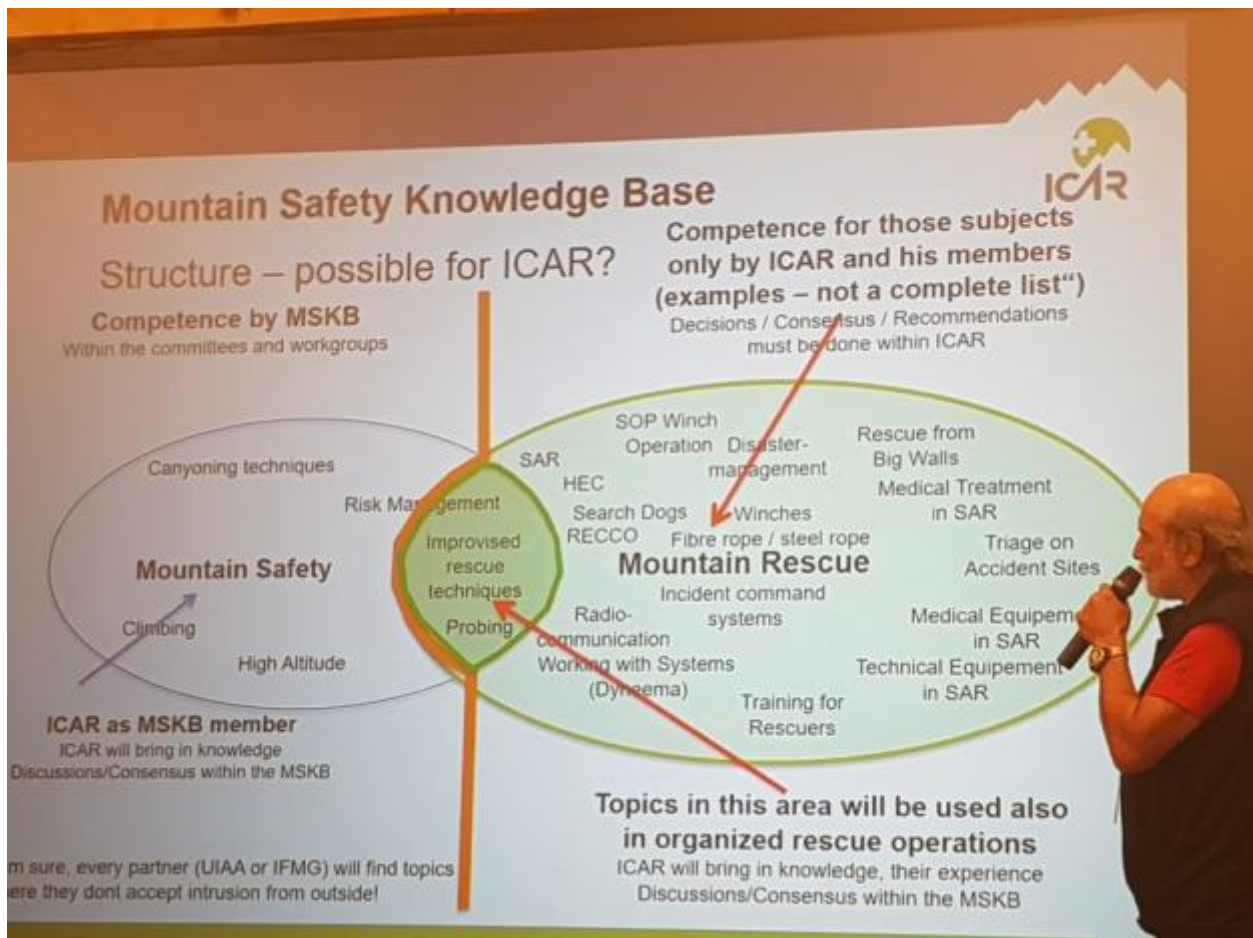 ICAR
Mountain Safety Knowledge Base
Structure – possible for ICAR?
Competence by MSKB
Within the committees and workgroups
Competence for those subjects
only by ICAR and his members
(examples – not a complete list“)
Decisions / Consensus / Recommendations
must be done within ICAR
Canyoning techniques
Risk Management
Mountain Safety
Climbing
High Altitude
Improvised
rescue
techniques
Probing
SAR
HEC
SOP Winch
Operation
Disaster-
management
Rescue from
Big Walls
Search Dogs
RECCO
Winches
Fibre rope / steel rope
Medical Treatment
in SAR
Mountain Rescue
Triage on
Accident Sites
Incident command
systems
Radio-
communication
Working with Systems
(Dyneema)
Medical Equipem
in SAR
Technical Equipement
in SAR
Training for
Rescuers
ICAR as MSKB member
ICAR will bring in knowledge
Discussions/Consensus within the MSKB
Topics in this area will be used also
in organized rescue operations
ICAR will bring in knowledge, their experience
Discussions/Consensus within the MSKB
m sure, every partner (UIAA or IFMG) will find topics
ere they dont accept intrusion from outside!